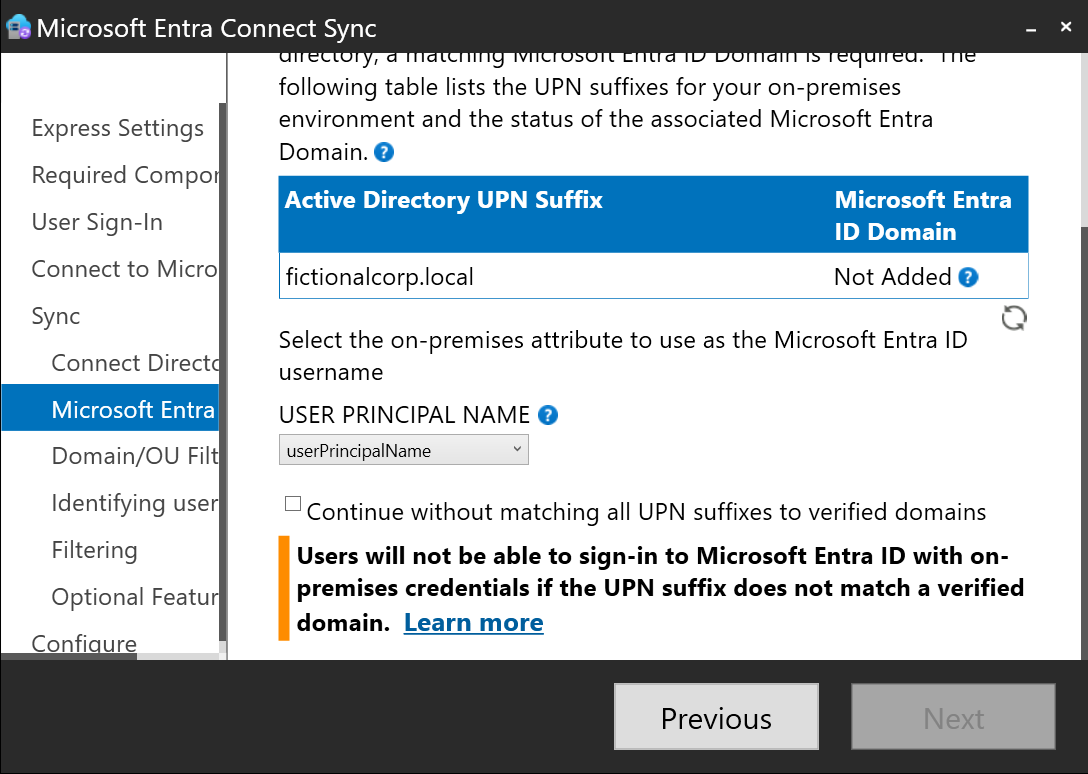 Microsoft Entra Connect Sync
Express Settings
Required Compor
User Sign-In
Connect to Micro
Sync
Connect Directo
Microsoft Entra
Domain/OU Filt
Identifying user
Filtering
Optional Featur
Configure
directory, a matching Microsoft Entra ID Domain is required. The
following table lists the UPN suffixes for your on-premises
environment and the status of the associated Microsoft Entra
Domain. ?
Active Directory UPN Suffix
Microsoft Entra
ID Domain
fictionalcorp.local
Not Added ?
Select the on-premises attribute to use as the Microsoft Entra ID
username
USER PRINCIPAL NAME ?
userPrincipalName
Continue without matching all UPN suffixes to verified domains
Users will not be able to sign-in to Microsoft Entra ID with on-
premises credentials if the UPN suffix does not match a verified
domain. Learn more
Previous
Next